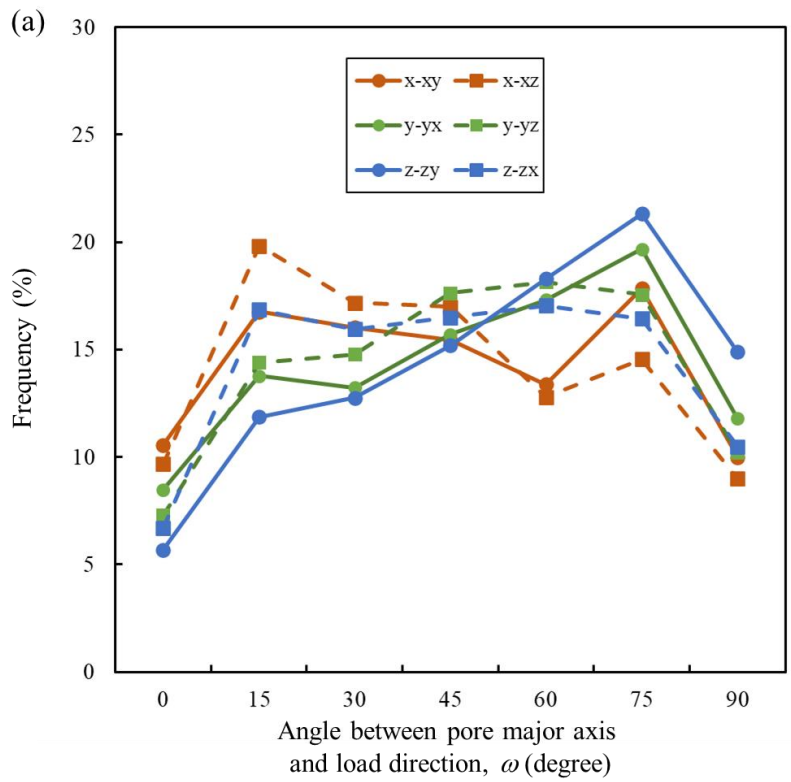 (a)
30
25
20
15
10
5
0
Frequency (%)
x-xy x-xz
y-yx y-yz
z-zy z-zx
0 15 30 45 60 75 90
Angle between pore major axis
and load direction, ω (degree)